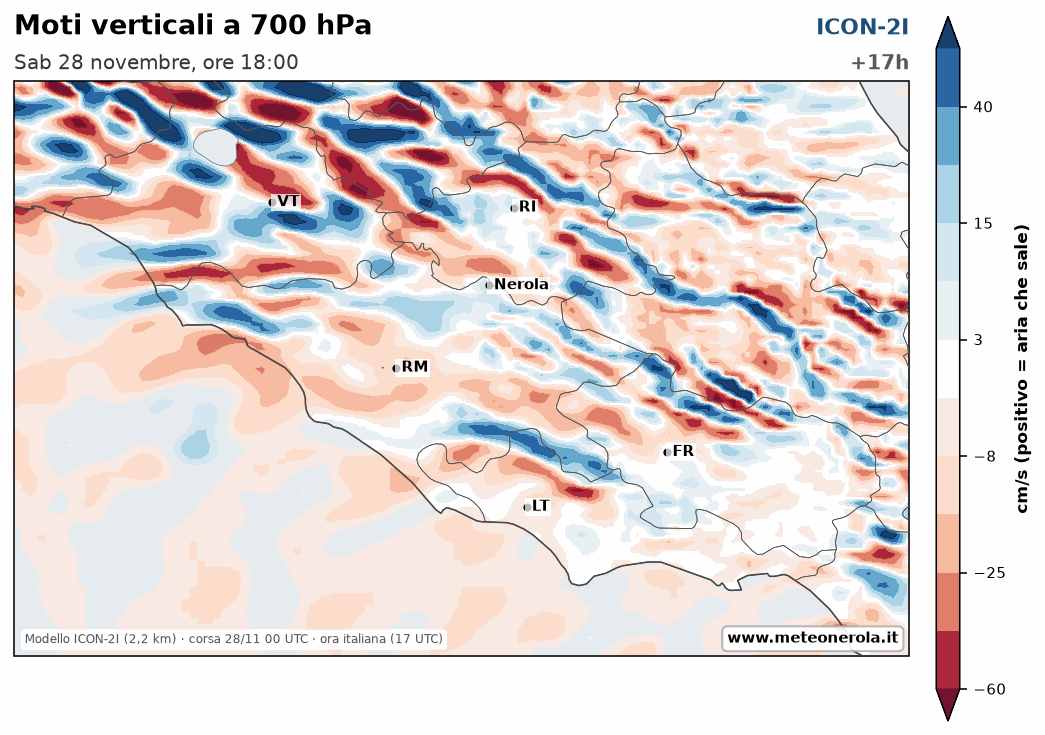 Moti verticali a 700 hPa
ICON-2I
Sab 28 novembre, ore 18:00
+17h
40
15
3
−8
−25
−60
cm/s (positivo = aria che sale)
VT
RI
Nerola
RM
FR
LT
Modello ICON-2I (2,2 km) · corsa 28/11 00 UTC · ora italiana (17 UTC)
www.meteonerola.it